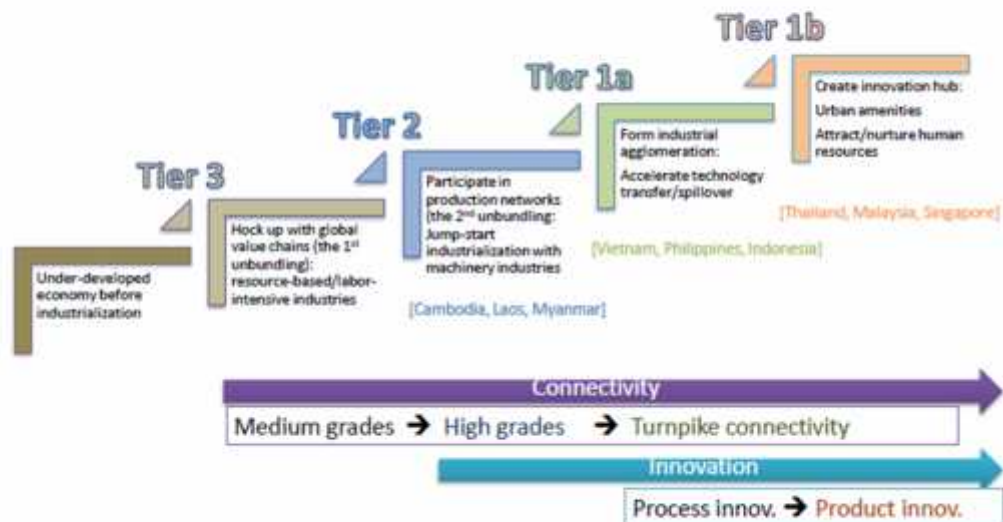 Tier 1b
Tier 1a
Tier 2
Tier 3
Under-developed
economy before
industrialization
Hock up with global
value chains (the 1st
unbundling):
resource-based/labor-
intensive industries
Participate in
production networks
(the 2nd unbundling:
Jump-start
industrialization with
machinery industries
[Cambodia, Laos, Myanmar]
Form industrial
agglomeration:
Accelerate technology
transfer/spillover
[Vietnam, Philippines, Indonesia]
Create innovation hub:
Urban amenities
Attract/nurture human
resources
[Thailand, Malaysia, Singapore]
Connectivity
Medium grades → High grades → Turnpike connectivity
Innovation
Process innov. → Product innov.